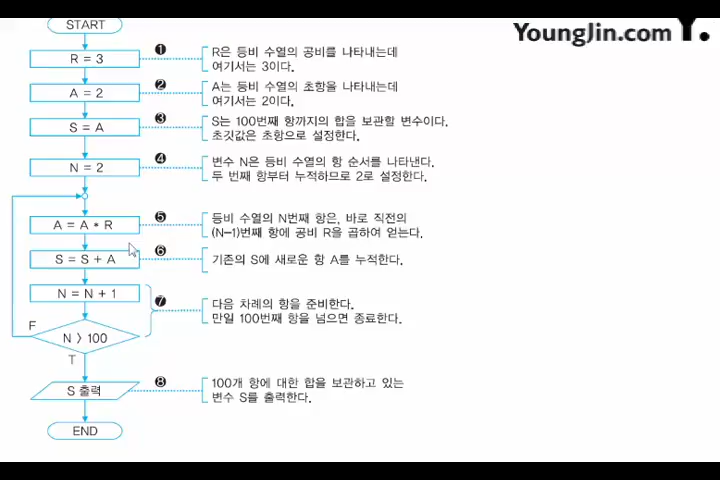 START
YoungJin.com Y.
R = 3
❶
R은 등비 수열의 공비를 나타내는데
여기서는 3이다.
A = 2
❷
A는 등비 수열의 초항을 나타내는데
여기서는 2이다.
S = A
❸
S는 100번째 항까지의 합을 보관할 변수이다.
초깃값은 초항으로 설정한다.
N = 2
❹
변수 N은 등비 수열의 항 순서를 나타낸다.
두 번째 항부터 누적하므로 2로 설정한다.
A = A * R
❺
등비 수열의 N번째 항은, 바로 직전의
(N-1)번째 항에 공비 R을 곱하여 얻는다.
S = S + A
❻
기존의 S에 새로운 항 A를 누적한다.
N = N + 1
❼
다음 차례의 항을 준비한다.
만일 100번째 항을 넘으면 종료한다.
F
N > 100
T
S 출력
❽
100개 항에 대한 합을 보관하고 있는
변수 S를 출력한다.
END